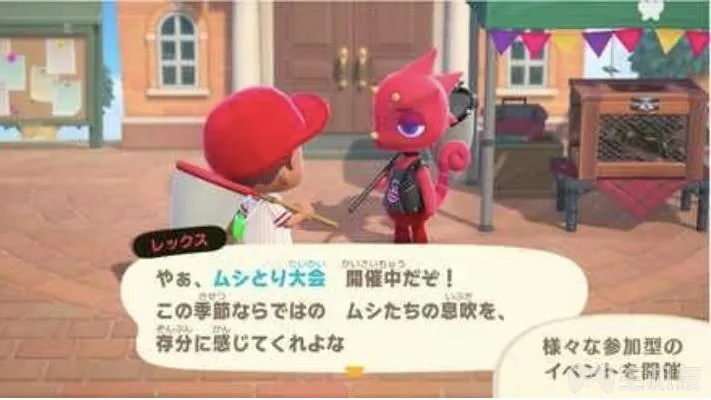 レックス
やぁ、ムシとり大会 開催中だぞ!
この季節ならではの ムシたちの息吹を、
存分に感じてくれよな
様々な参加型の
イベントを開催